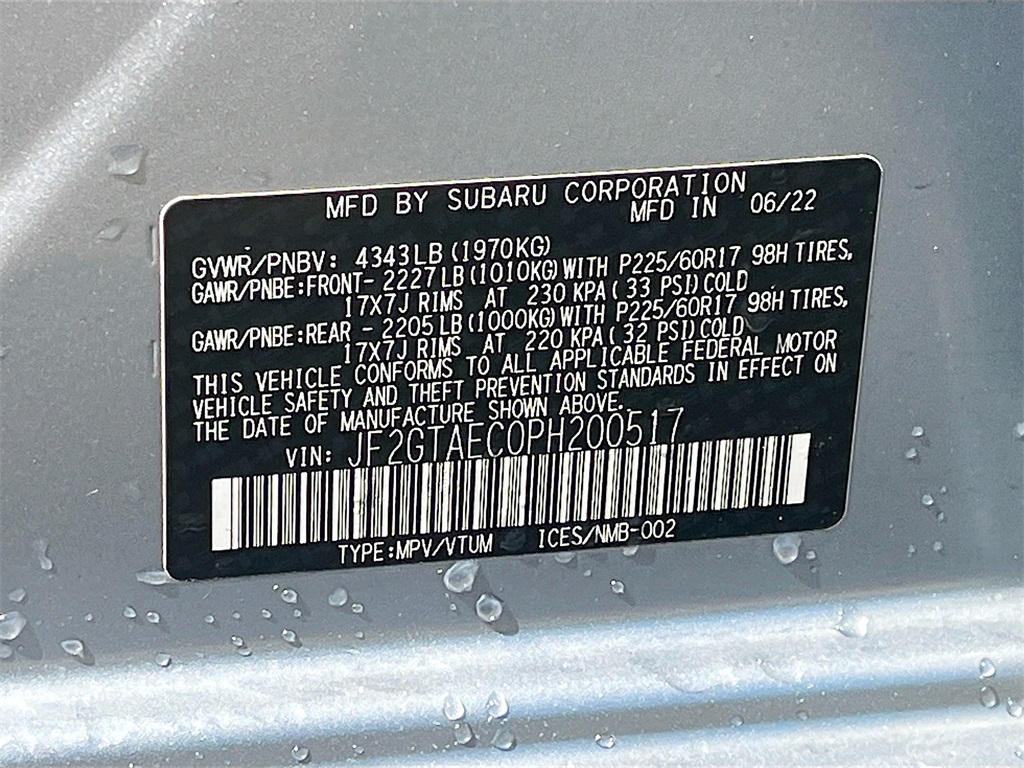 MFD BY SUBARU CORPORATION
MFD IN 06/22
GVWR/PNBV: 4343LB (1970KG)
GAWR/PNBE:FRONT- 2227LB (1010KG) WITH P225/60R17 98H TIRES,
17X7J RIMS AT 230 KPA ( 33 PSI) COLD
GAWR/PNBE:REAR - 2205LB (1000KG) WITH P225/60R17 98H TIRES,
17X7J RIMS AT 220 KPA ( 32 PSI) COLD
THIS VEHICLE CONFORMS TO ALL APPLICABLE FEDERAL MOTOR
VEHICLE SAFETY AND THEFT PREVENTION STANDARDS IN EFFECT ON
THE DATE OF MANUFACTURE SHOWN ABOVE.
VIN: JF2GTAEC0PH200517
TYPE:MPV/VTUM ICES/NMB-002